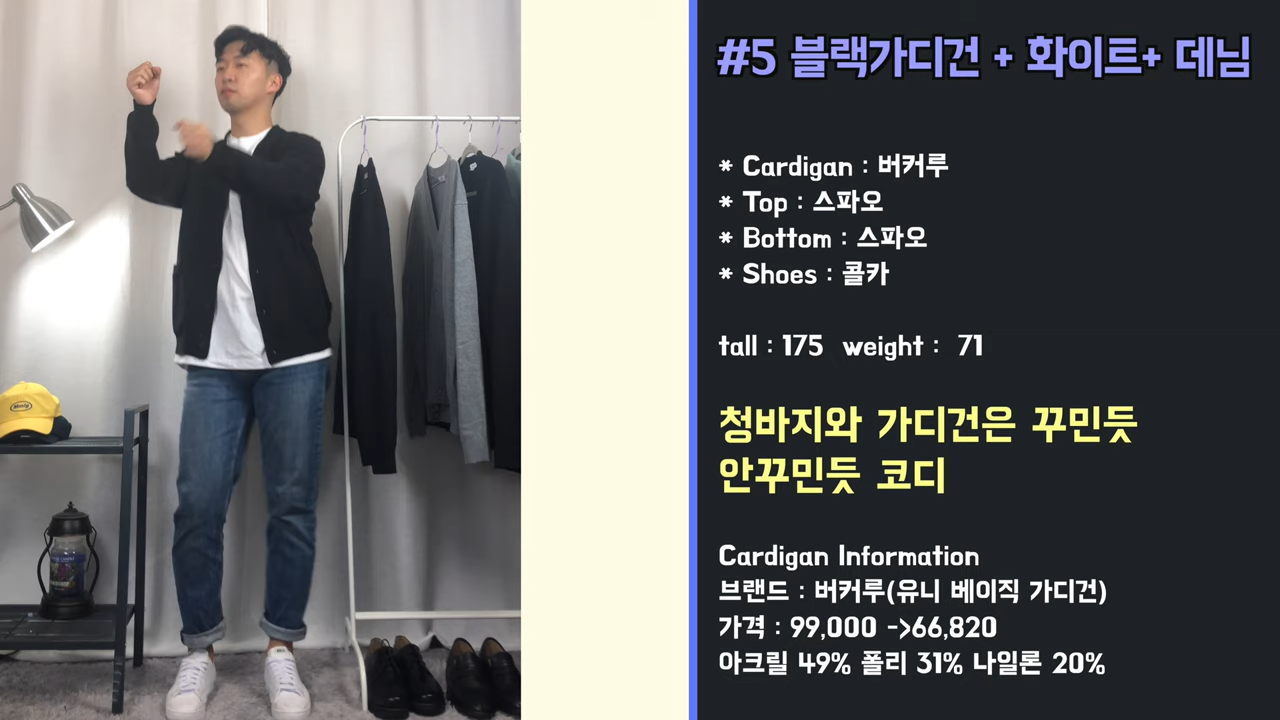 #5 블랙가디건 + 화이트+ 데님
* Cardigan : 버커루
* Top : 스파오
* Bottom : 스파오
* Shoes : 콜카
tall : 175 weight : 71
청바지와 가디건은 꾸민듯
안꾸민듯 코디
Cardigan Information
브랜드 : 버커루(유니 베이직 가디건)
가격 : 99,000 ->66,820
아크릴 49% 폴리 31% 나일론 20%